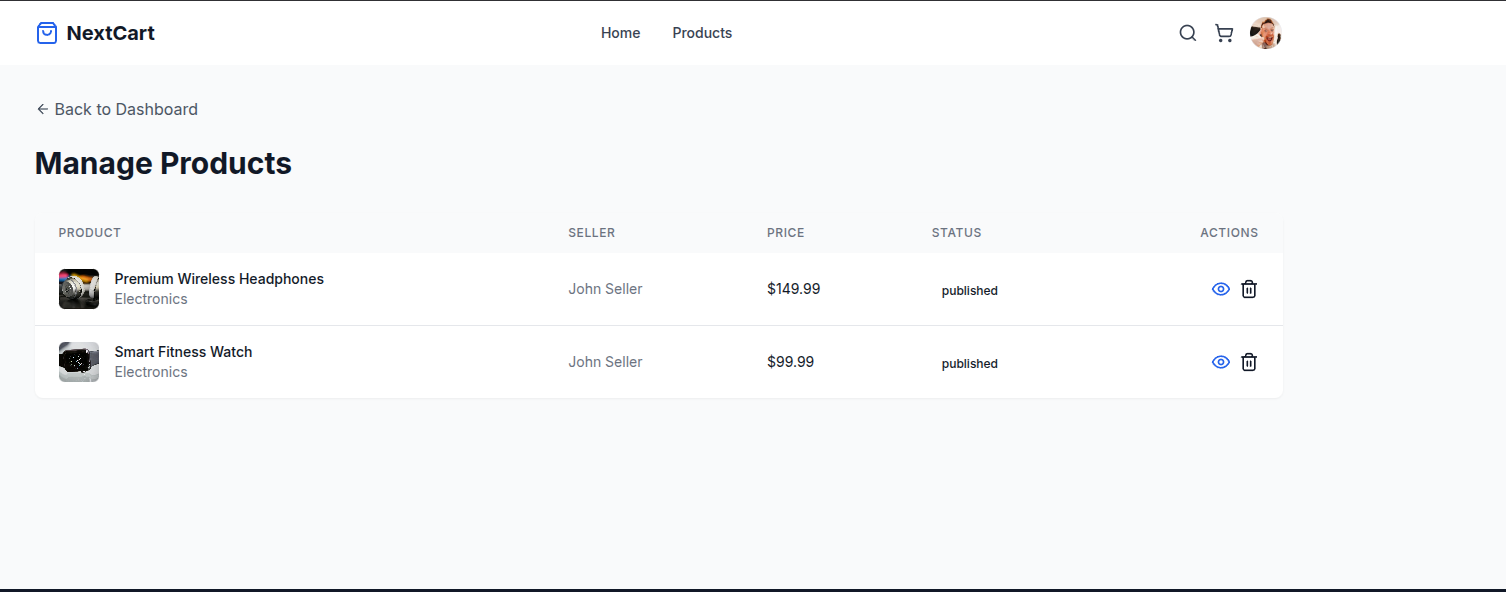 NextCart
Home
Products
Back to Dashboard
Manage Products
PRODUCT SELLER PRICE STATUS ACTIONS
Premium Wireless Headphones
Electronics
John Seller
$149.99
published
Smart Fitness Watch
Electronics
John Seller
$99.99
published